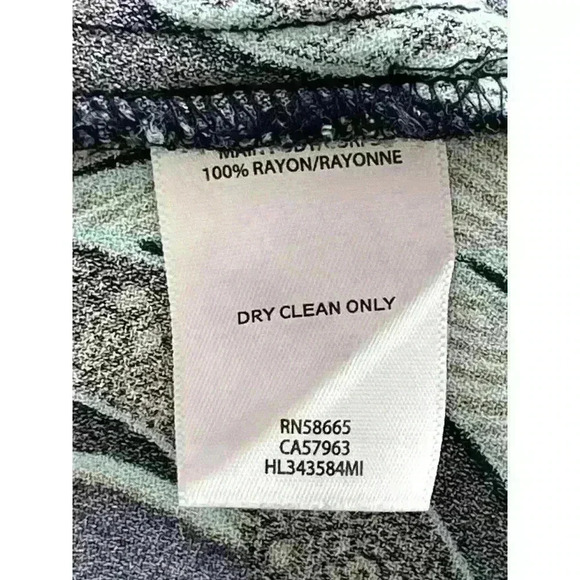 100% RAYON/RAYONNE
DRY CLEAN ONLY
RN58665
CA57963
HL343584MI